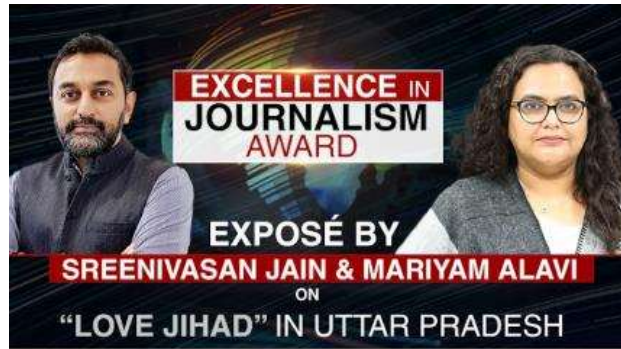 EXCELLENCE IN
JOURNALISM
AWARD
EXPOSÉ BY
SREENIVASAN JAIN & MARIYAM ALAVI
ON
“LOVE JIHAD” IN UTTAR PRADESH